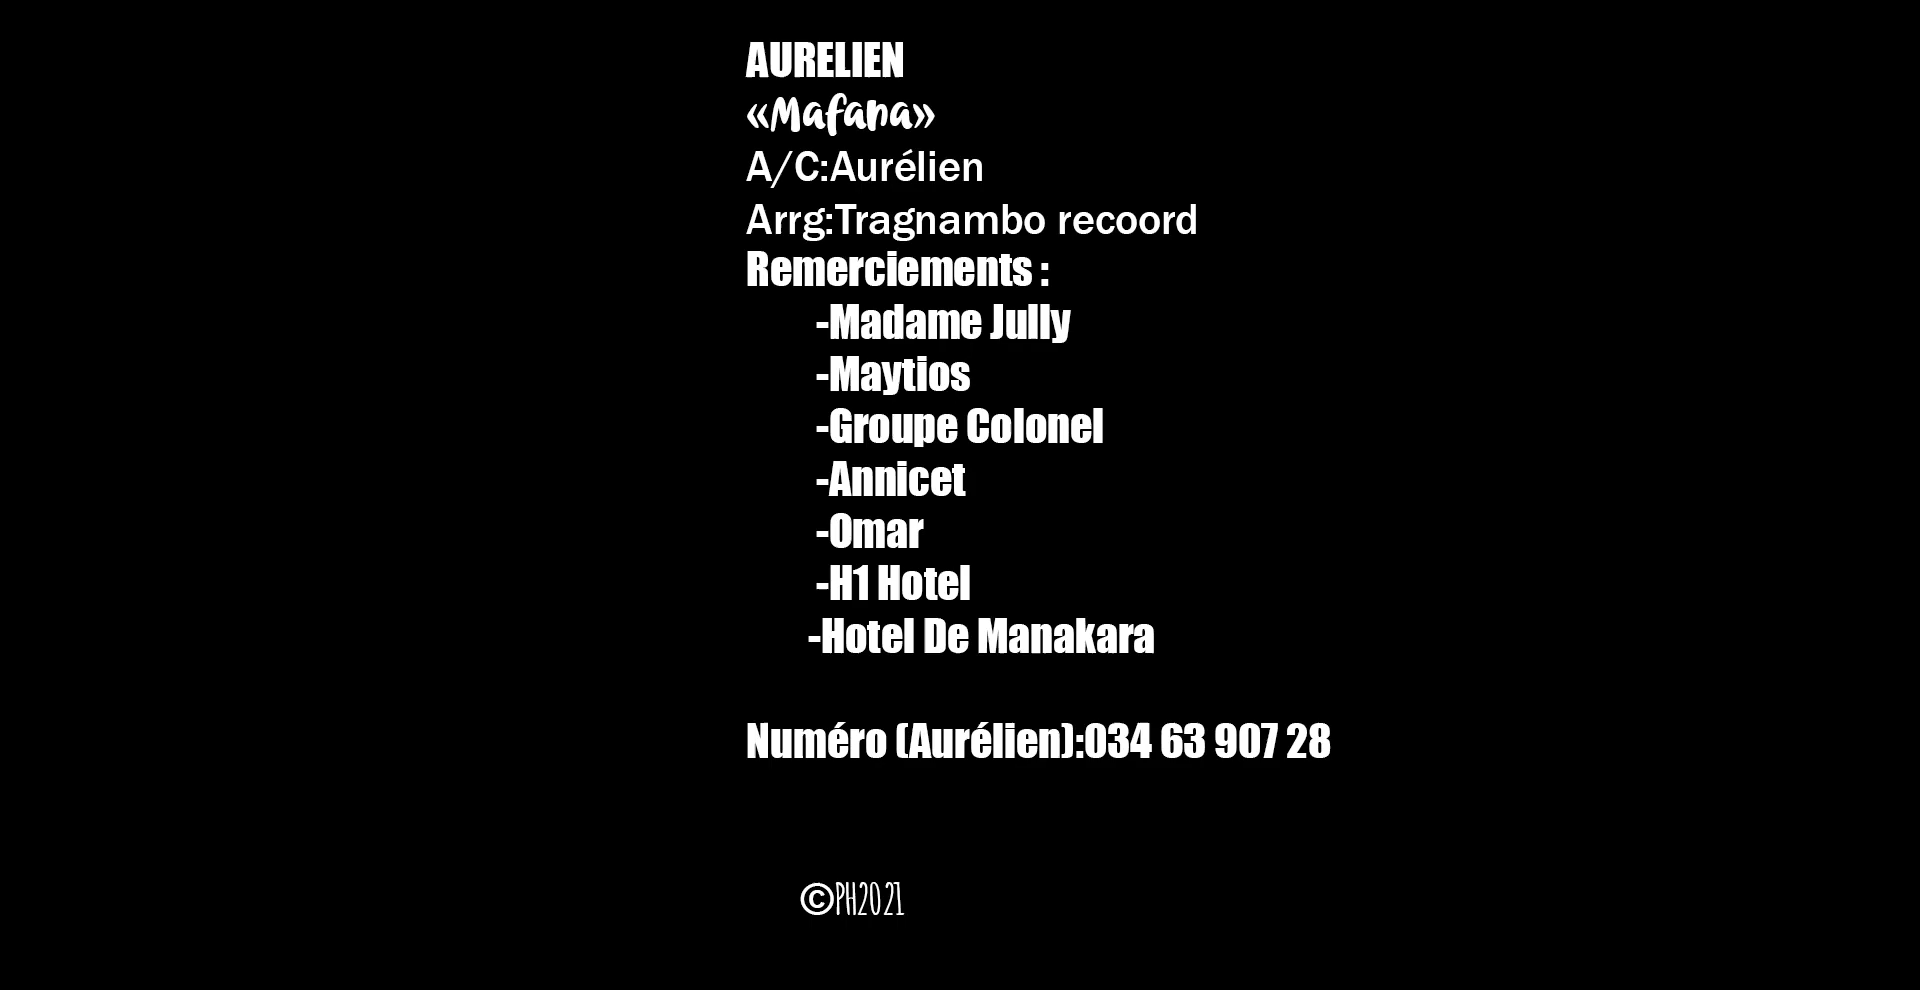 AURELIEN
«Mafana»
A/C:Aurélien
Arrg:Tragnambo recoord
Remerciements :
-Madame Jully
-Maytios
-Groupe Colonel
-Annicet
-Omar
-H1 Hotel
-Hotel De Manakara
Numéro (Aurélien):034 63 907 28
©PH2021